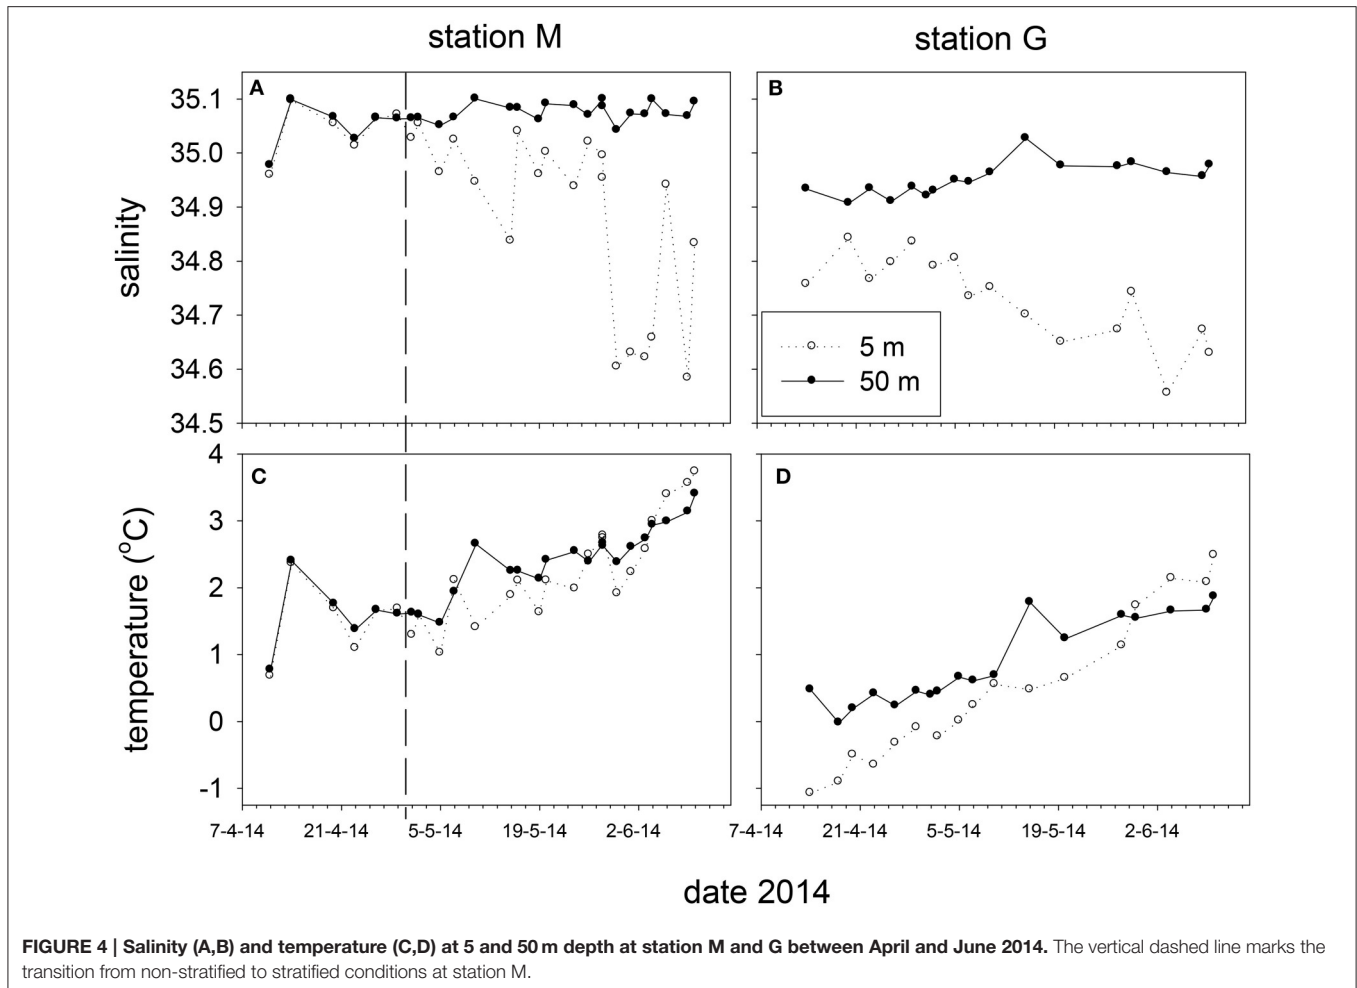 station M
station G
A
B
35.1
35.0
34.9
34.8
34.7
34.6
34.5
salinity
5 m
50 m
C
D
4
3
2
1
0
-1
temperature (°C)
7-4-14 21-4-14 5-5-14 19-5-14 2-6-14
7-4-14 21-4-14 5-5-14 19-5-14 2-6-14
date 2014
FIGURE 4 | Salinity (A,B) and temperature (C,D) at 5 and 50 m depth at station M and G between April and June 2014. The vertical dashed line marks the
transition from non-stratified to stratified conditions at station M.